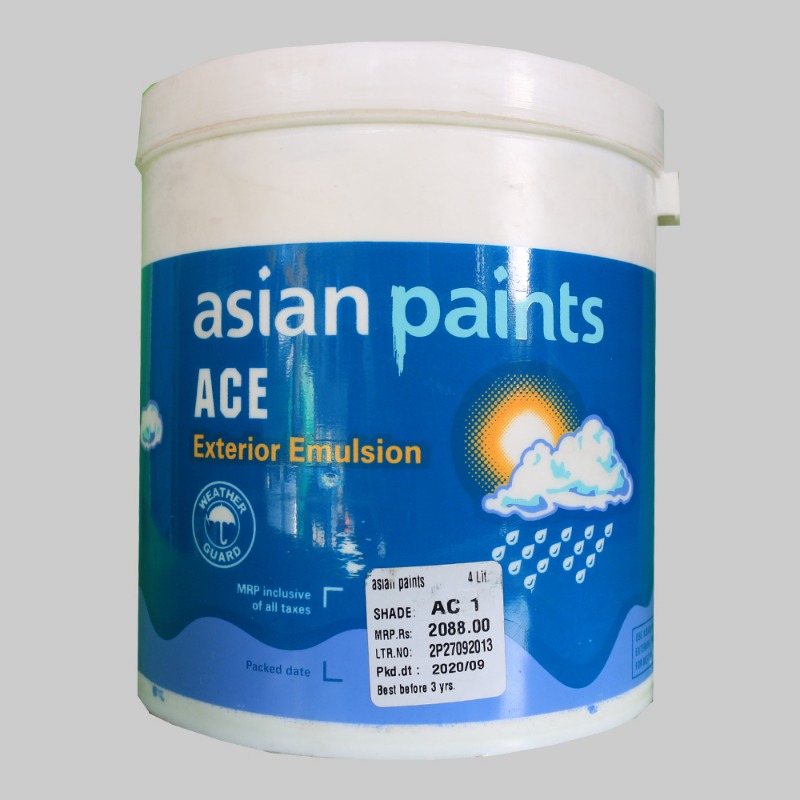 asian paints
ACE
Exterior Emulsion
WEATHER
GUARD
MRP inclusive
of all taxes
Packed date
asian paints 4 Lit.
SHADE: AC 1
MRP.Rs: 2088.00
LTR.NO: 2P27092013
Pkd.dt : 2020/09
Best before 3 yrs.